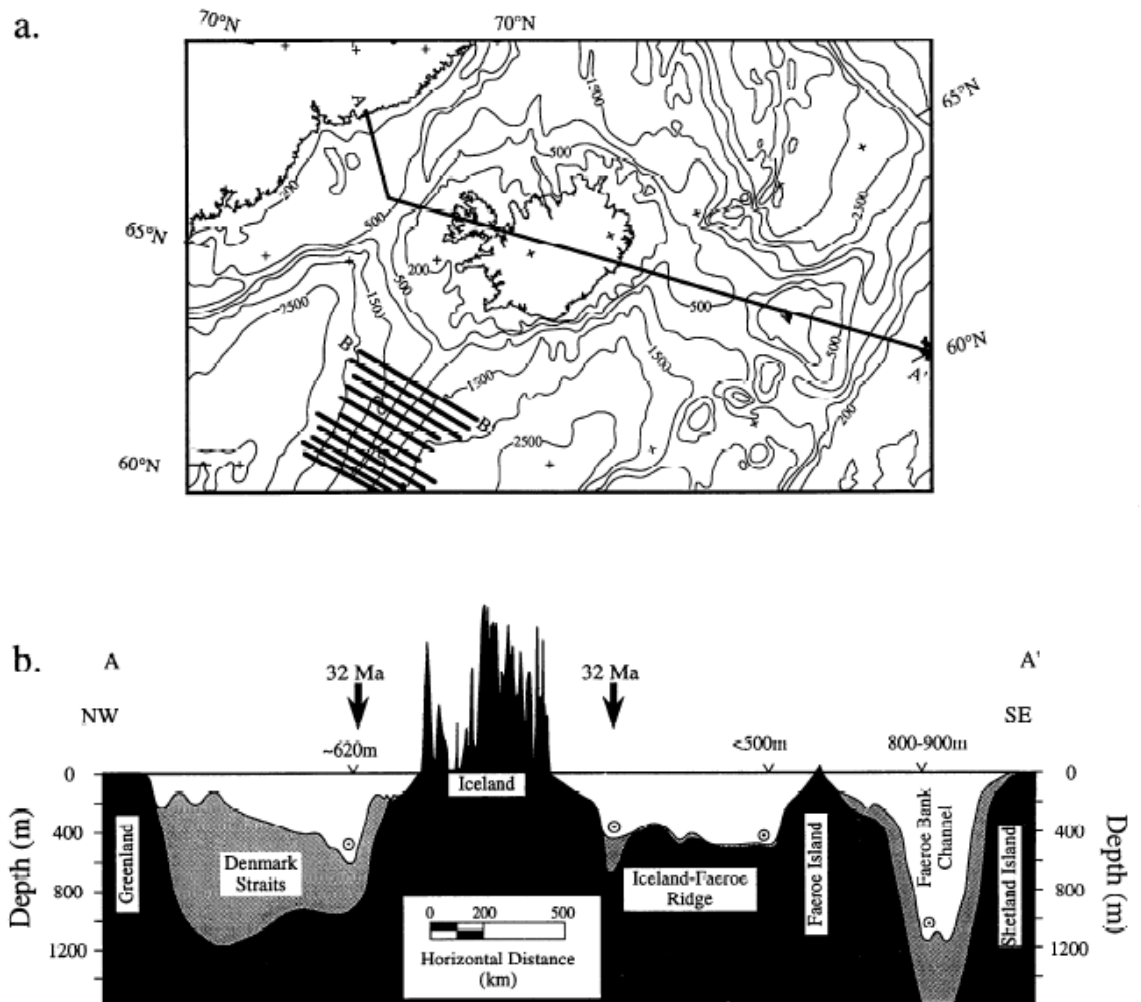 a.
70°N
70°N
A
1500
65°N
500
200
2500
500
65°N
200
500
500
500
2500
1500
B
1500
1500
500
60°N
A'
200
B'
2500
60°N
b.
A
A'
32 Ma
32 Ma
NW
SE
~620m
<500m
800-900m
0
Iceland
0
400
400
Denmark
Straits
Iceland-Faeroe
Ridge
800
800
1200
1200
Depth (m)
Greenland
0 200 500
Horizontal Distance
(km)
Faeroe Island
Faeroe Bank
Channel
Shetland Island
Depth (m)